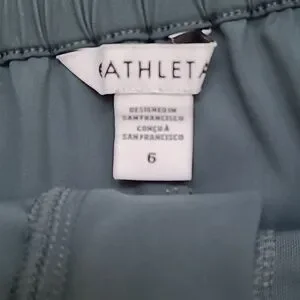 ATHLETA
DESIGNED IN
SAN FRANCISCO
CONÇU À
SAN FRANCISCO
6